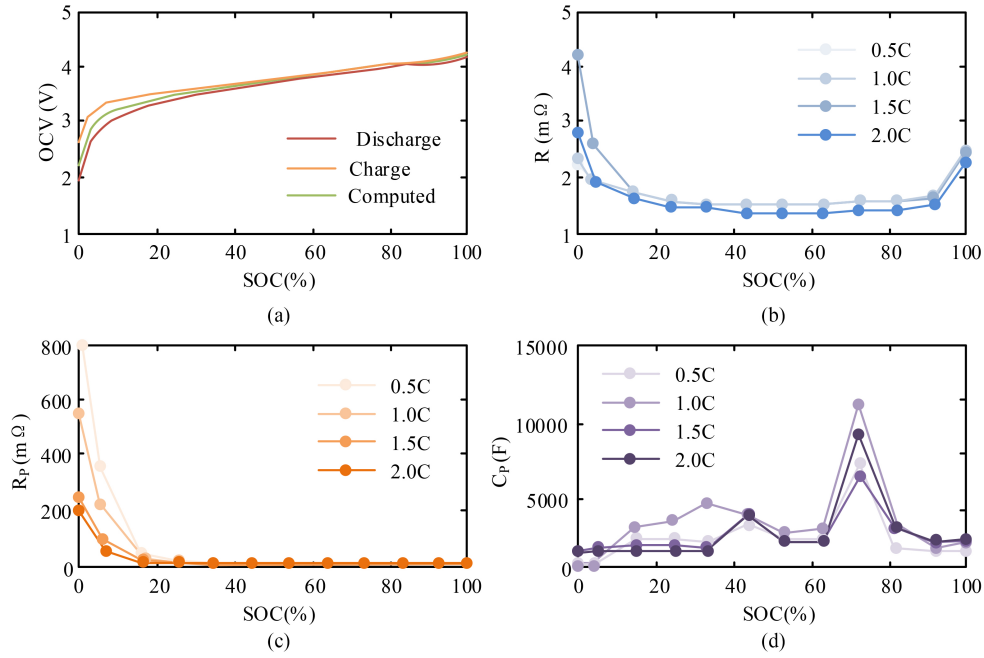 5
4
3
2
1
OCV (V)
Discharge
Charge
Computed
0 20 40 60 80 100
SOC(%)
(a)
5
4
3
2
1
R (mΩ)
0.5C
1.0C
1.5C
2.0C
0 20 40 60 80 100
SOC(%)
(b)
800
600
400
200
0
R_P (mΩ)
0.5C
1.0C
1.5C
2.0C
0 20 40 60 80 100
SOC(%)
(c)
15000
10000
5000
0
C_P (F)
0.5C
1.0C
1.5C
2.0C
0 20 40 60 80 100
SOC(%)
(d)